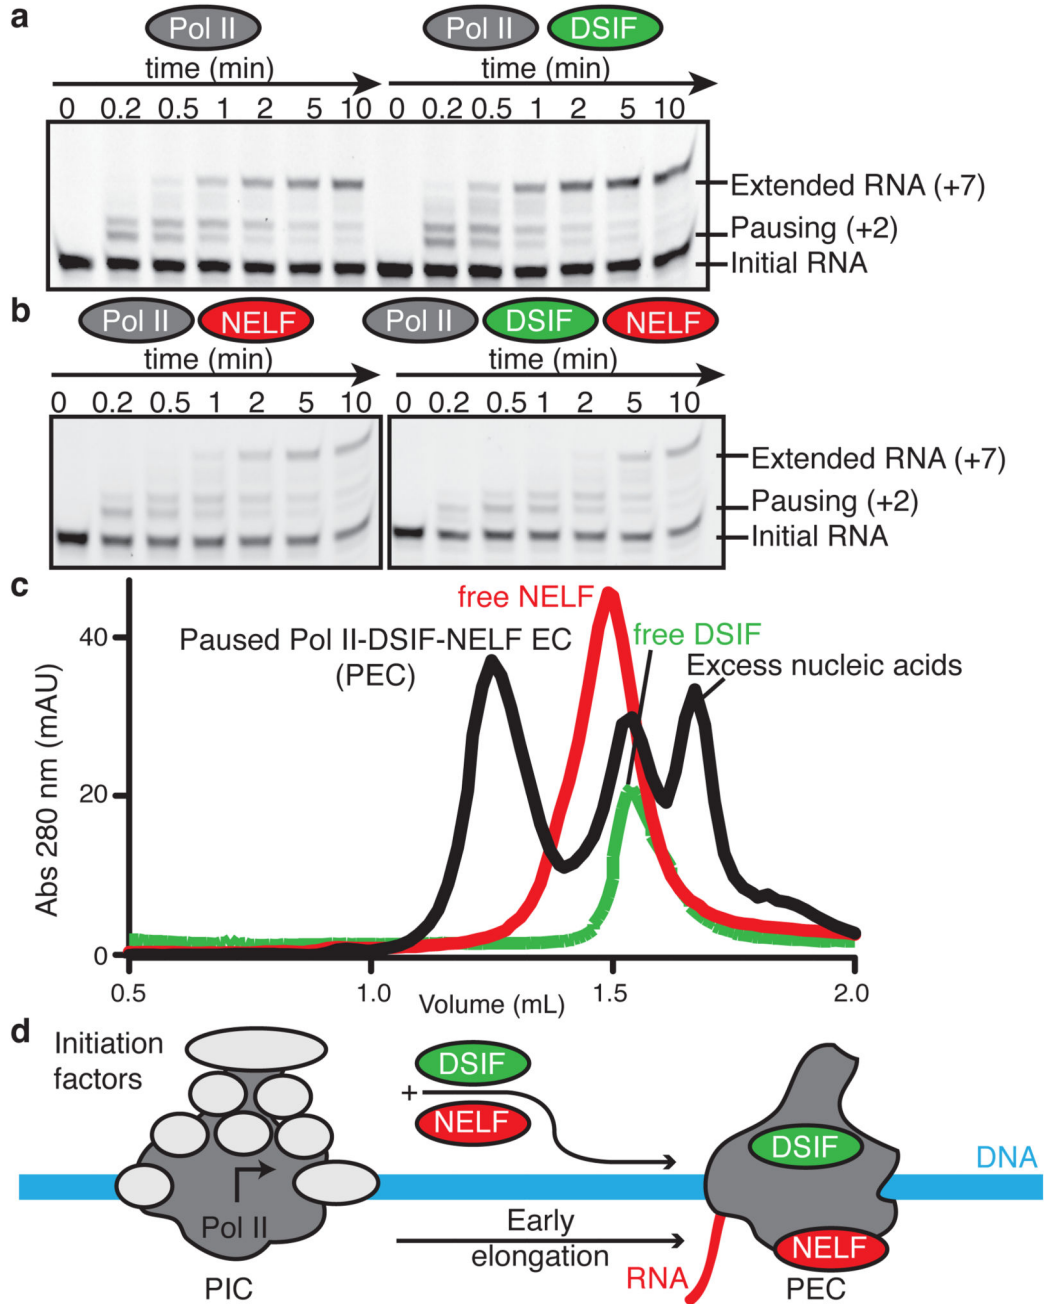 a
Pol II Pol II DSIF
time (min) time (min)
0 0.2 0.5 1 2 5 10 0 0.2 0.5 1 2 5 10
Extended RNA (+7)
Pausing (+2)
Initial RNA
b
Pol II NELF Pol II DSIF NELF
time (min) time (min)
0 0.2 0.5 1 2 5 10 0 0.2 0.5 1 2 5 10
Extended RNA (+7)
Pausing (+2)
Initial RNA
c
free NELF
Paused Pol II-DSIF-NELF EC
(PEC)
free DSIF
Excess nucleic acids
Abs 280 nm (mAU)
40
20
0
0.5 1.0 1.5 2.0
Volume (mL)
d
Initiation
factors
DSIF
+
NELF
DSIF
DNA
Pol II
Early
elongation
NELF
RNA
PIC
PEC